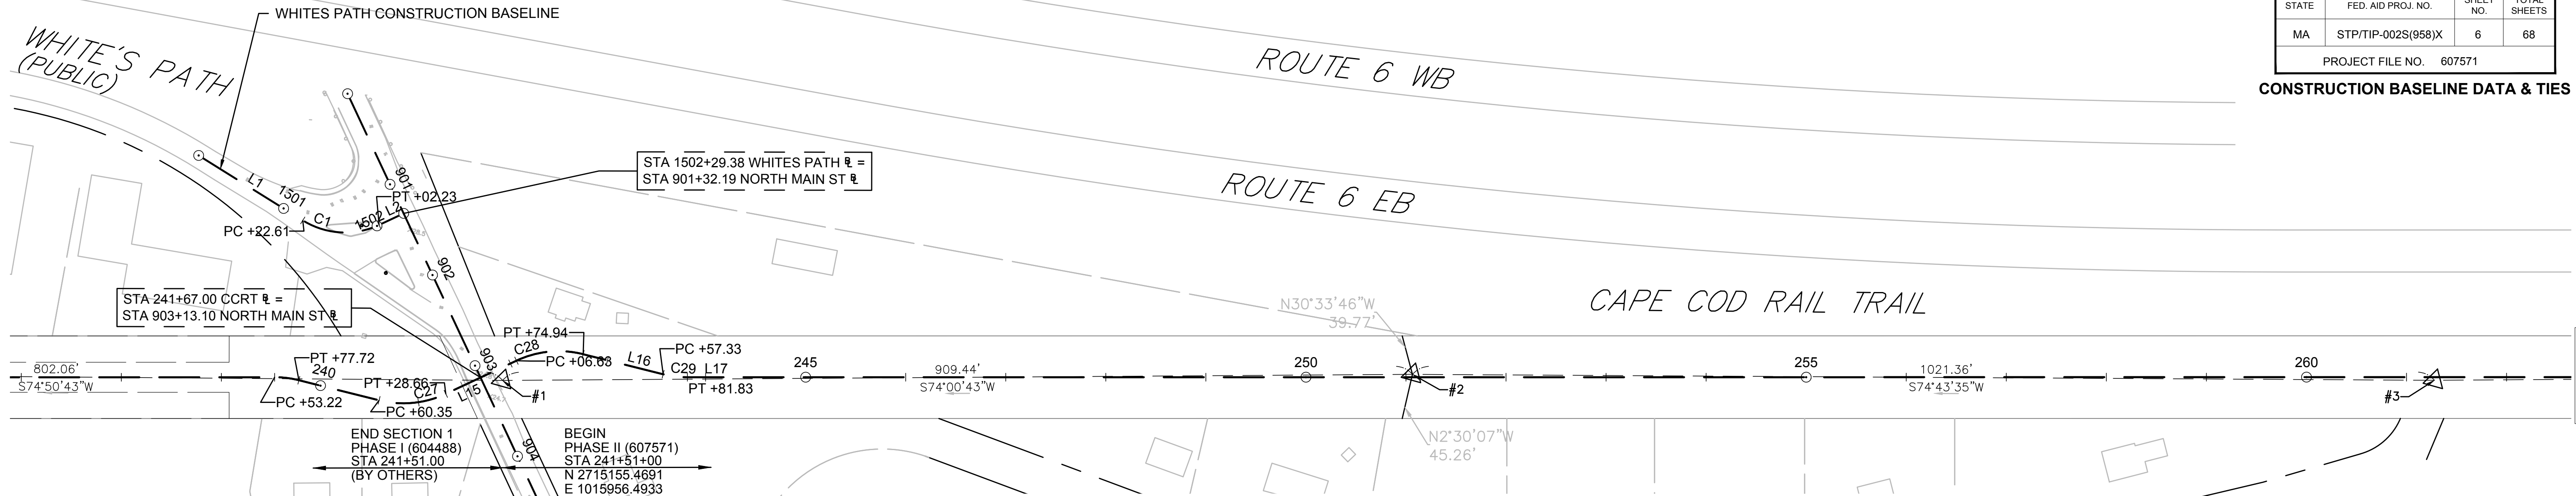 WHITES PATH CONSTRUCTION BASELINE
WHITE'S PATH
(PUBLIC)
ROUTE 6 WB
STATE
FED. AID PROJ. NO.
SHEET
NO.
TOTAL
SHEETS
MA
STP/TIP-002S(958)X
6
68
PROJECT FILE NO. 607571
CONSTRUCTION BASELINE DATA & TIES
L1
1501
C1
PC +22.61
1502
L2
901
PT +02.23
STA 1502+29.38 WHITES PATH ℄ =
STA 901+32.19 NORTH MAIN ST ℄
ROUTE 6 EB
902
STA 241+67.00 CCRT ℄ =
STA 903+13.10 NORTH MAIN ST ℄
CAPE COD RAIL TRAIL
N30°33'46"W
39.77'
802.06'
S74°50'43"W
PT +77.72
240
PC +53.22
PT +28.66
C27
PC +60.35
L15
903
C28
PT +74.94
PC +06.63
#1
L16
PC +57.33
C29 L17
PT +81.83
245
909.44'
S74°00'43"W
250
#2
N2°30'07"W
45.26'
255
1021.36'
S74°43'35"W
260
#3
END SECTION 1
PHASE I (604488)
STA 241+51.00
(BY OTHERS)
904
BEGIN
PHASE II (607571)
STA 241+51+00
N 2715155.4691
E 1015956.4933